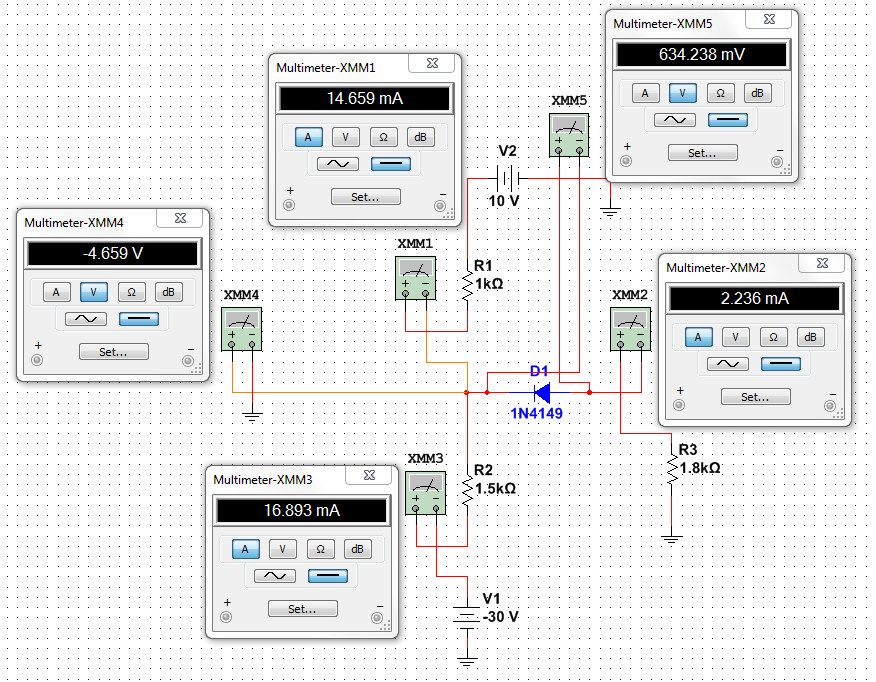 Multimeter-XMM5
634.238 mV
A V Ω dB
+ −
Set...
Multimeter-XMM1
14.659 mA
A V Ω dB
+ −
Set...
XMM5
+ −
V2
10 V
Multimeter-XMM4
-4.659 V
A V Ω dB
+ −
Set...
XMM1
+ −
R1
1kΩ
XMM4
+ −
XMM2
+ −
Multimeter-XMM2
2.236 mA
A V Ω dB
+ −
Set...
D1
1N4149
R3
1.8kΩ
XMM3
+ −
R2
1.5kΩ
Multimeter-XMM3
16.893 mA
A V Ω dB
+ −
Set...
V1
-30 V